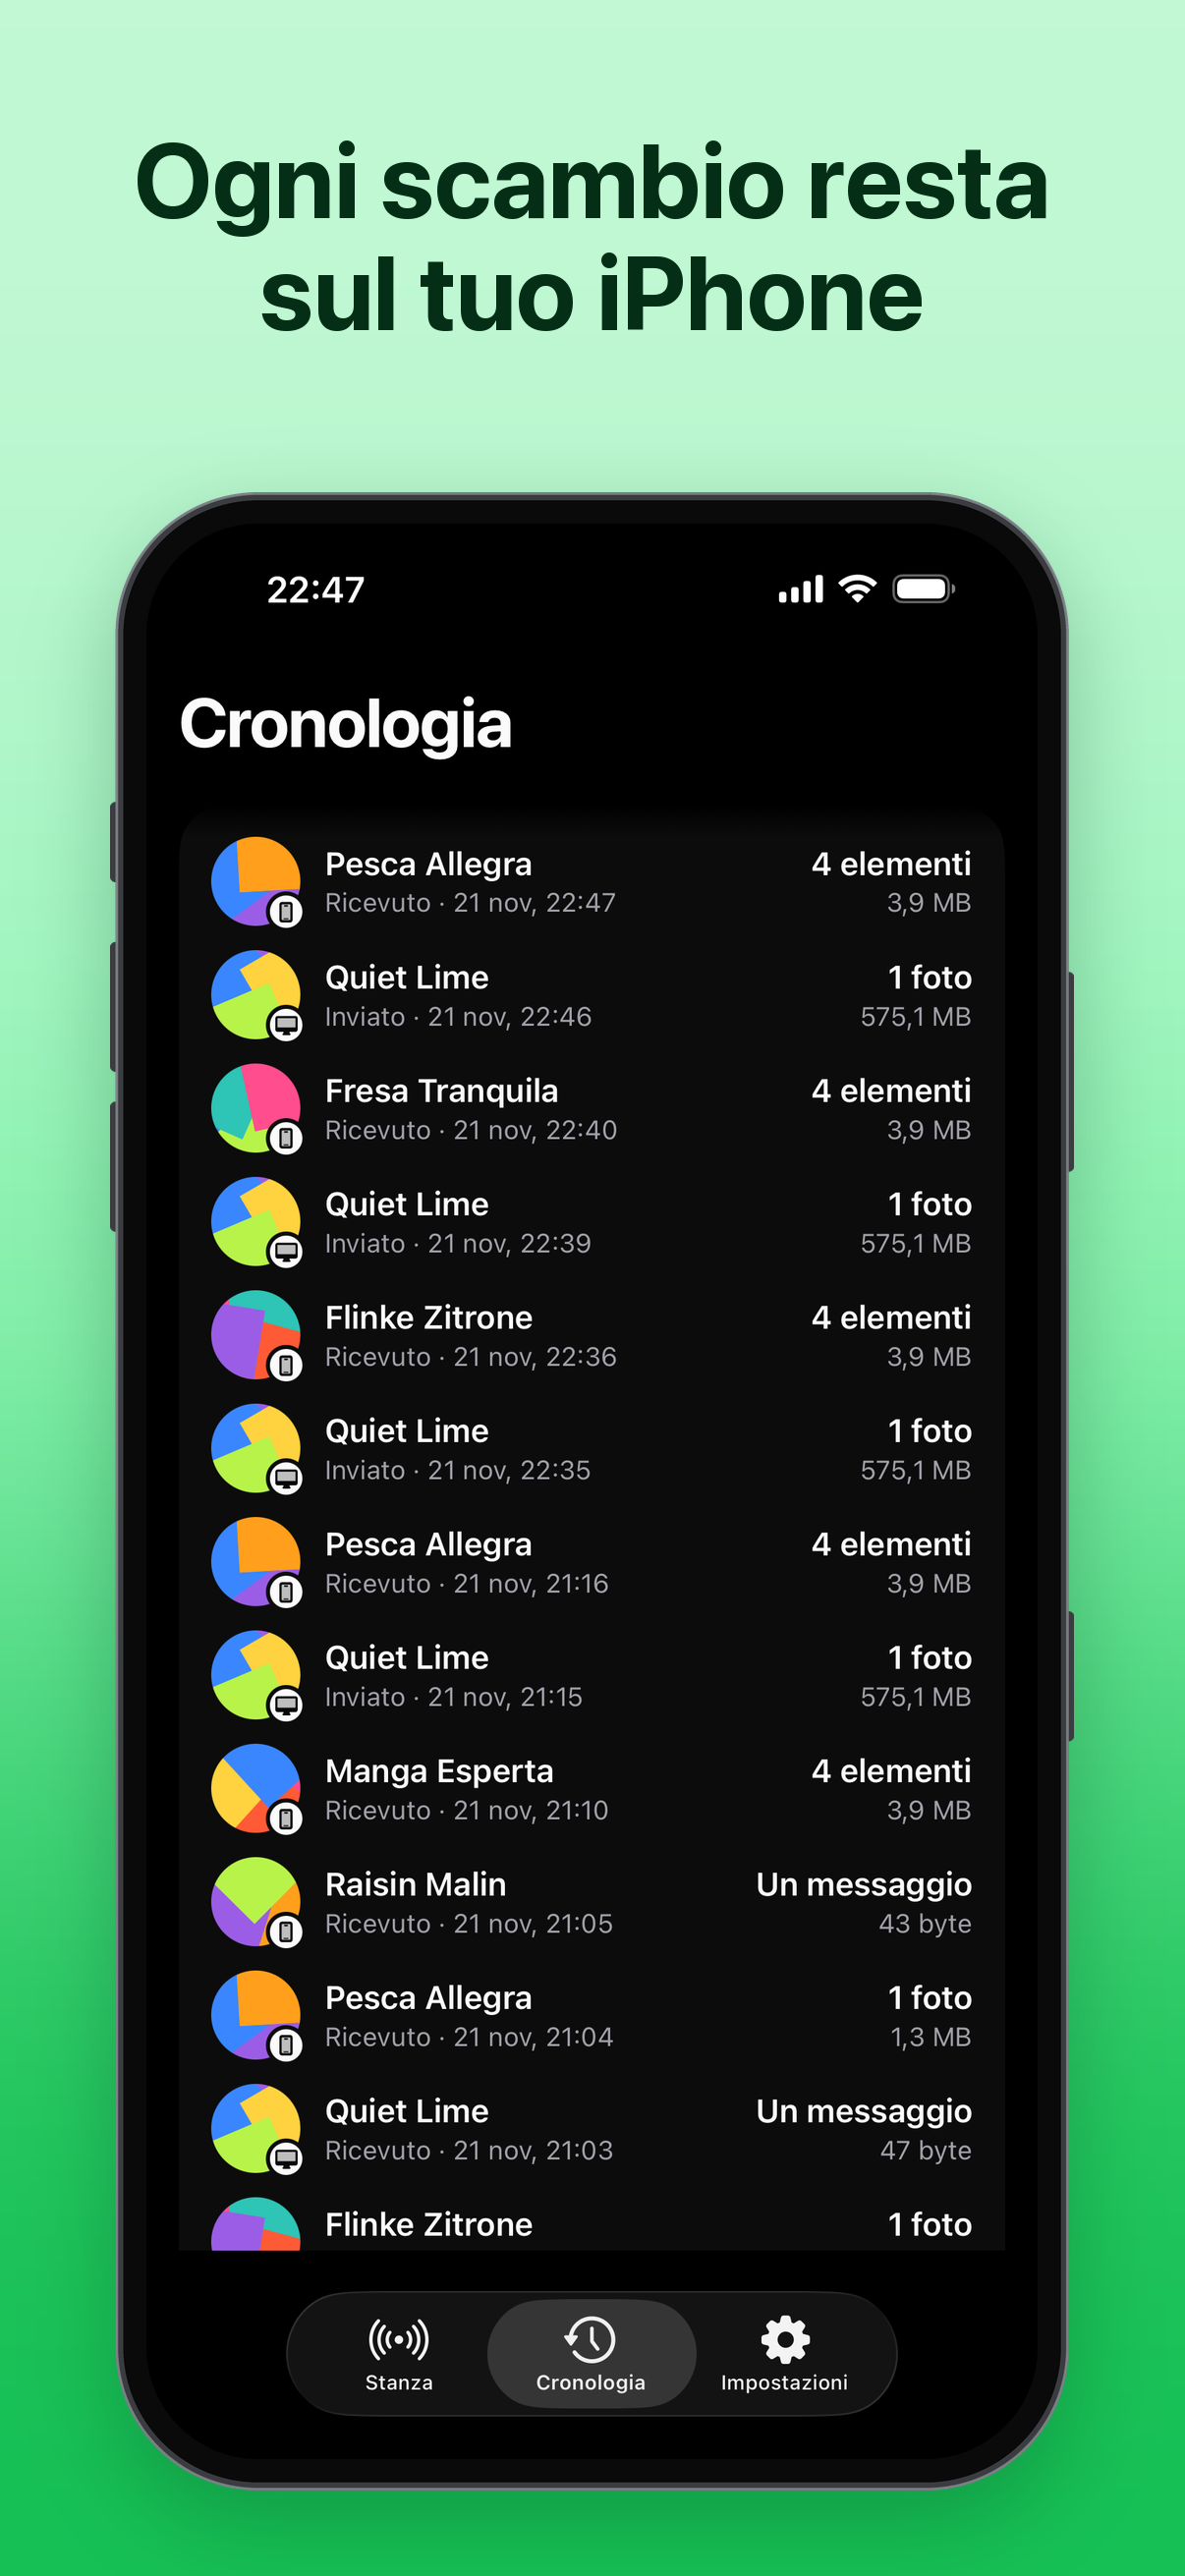 Ogni scambio resta
sul tuo iPhone
22:47
Cronologia
Pesca Allegra 4 elementi
Ricevuto · 21 nov, 22:47 3,9 MB
Quiet Lime 1 foto
Inviato · 21 nov, 22:46 575,1 MB
Fresa Tranquila 4 elementi
Ricevuto · 21 nov, 22:40 3,9 MB
Quiet Lime 1 foto
Inviato · 21 nov, 22:39 575,1 MB
Flinke Zitrone 4 elementi
Ricevuto · 21 nov, 22:36 3,9 MB
Quiet Lime 1 foto
Inviato · 21 nov, 22:35 575,1 MB
Pesca Allegra 4 elementi
Ricevuto · 21 nov, 21:16 3,9 MB
Quiet Lime 1 foto
Inviato · 21 nov, 21:15 575,1 MB
Manga Esperta 4 elementi
Ricevuto · 21 nov, 21:10 3,9 MB
Raisin Malin Un messaggio
Ricevuto · 21 nov, 21:05 43 byte
Pesca Allegra 1 foto
Ricevuto · 21 nov, 21:04 1,3 MB
Quiet Lime Un messaggio
Ricevuto · 21 nov, 21:03 47 byte
Flinke Zitrone 1 foto
Stanza Cronologia Impostazioni